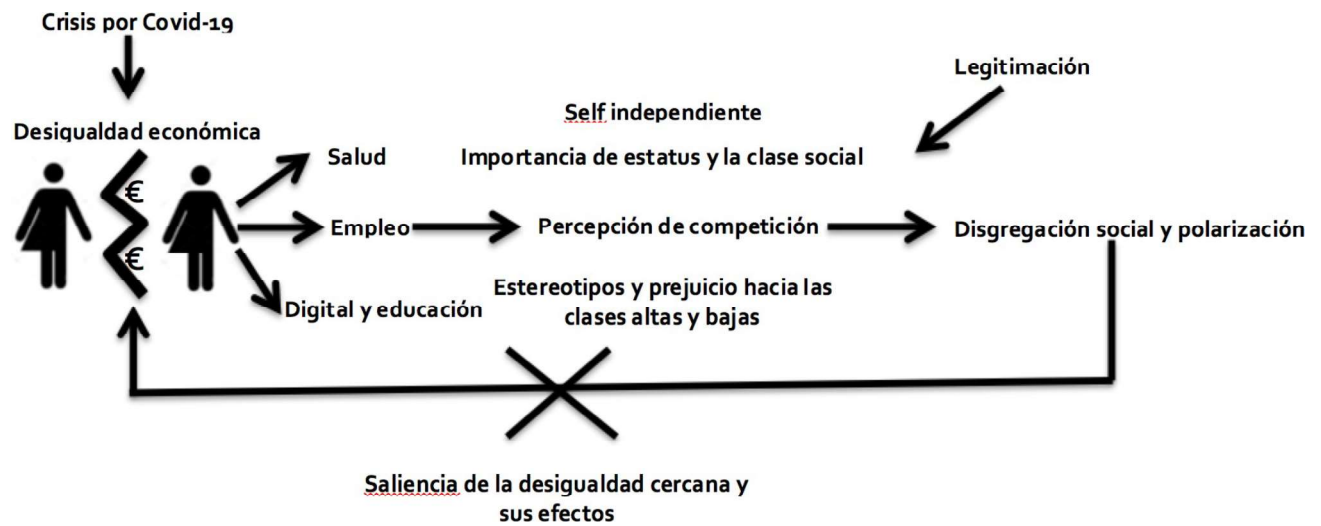 Crisis por Covid-19
Legitimación
Self independiente
Desigualdad económica
Salud
Importancia de estatus y la clase social
€
Empleo
Percepción de competición
Disgregación social y polarización
€
Digital y educación
Estereotipos y prejuicio hacia las
clases altas y bajas
Saliencia de la desigualdad cercana y
sus efectos